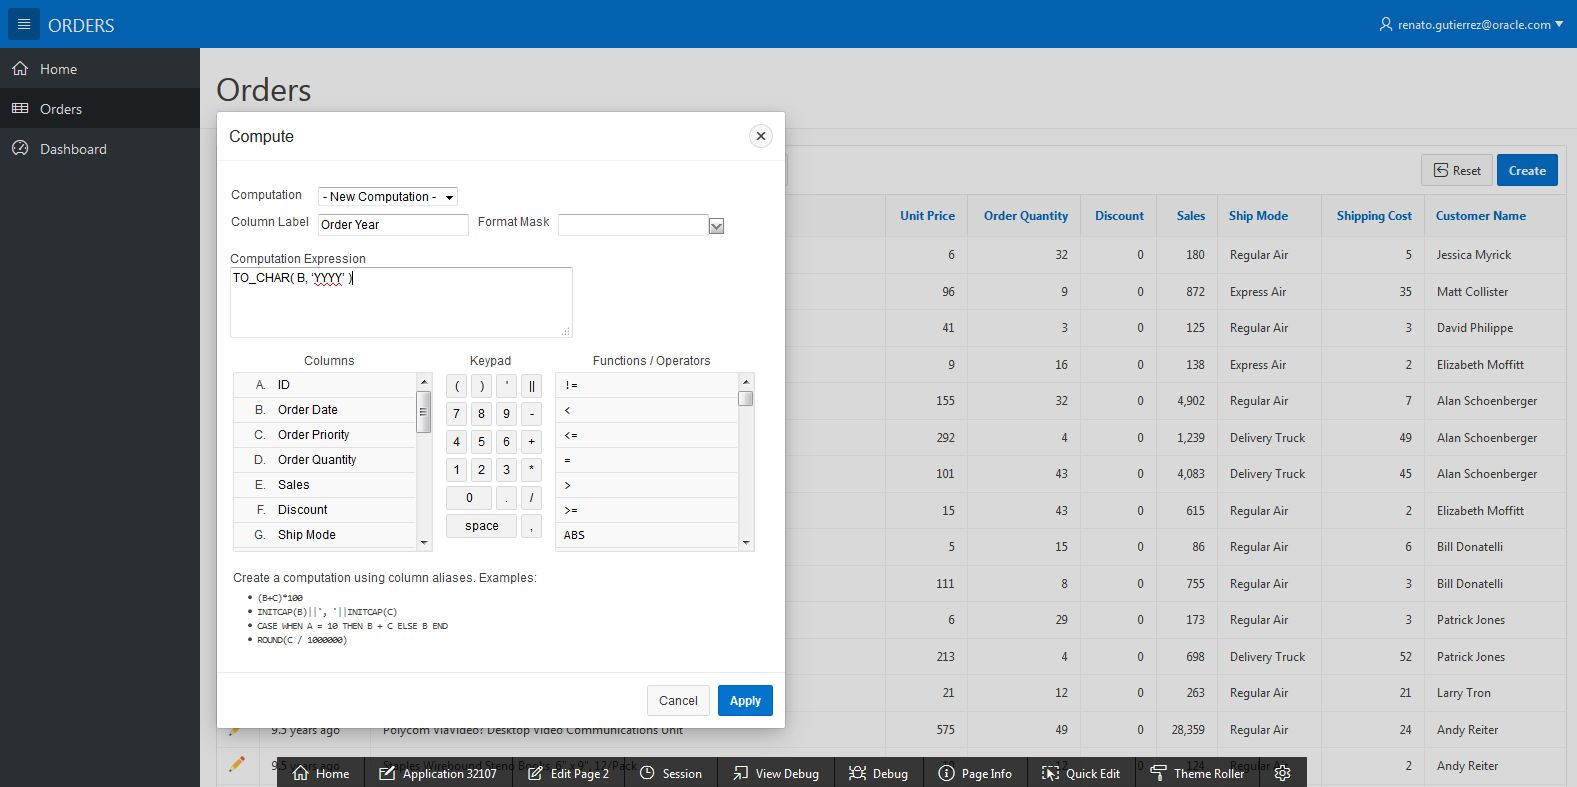 ORDERS
renato.gutierrez@oracle.com
Home
Orders
Dashboard
Orders
Reset
Create
Compute
Computation
- New Computation -
Column Label
Order Year
Format Mask
Computation Expression
TO_CHAR( B, ‘YYYY’ )
Columns
Keypad
Functions / Operators
A. ID
B. Order Date
C. Order Priority
D. Order Quantity
E. Sales
F. Discount
G. Ship Mode
( ) ' ||
7 8 9 -
4 5 6 +
1 2 3 *
0 . /
space ,
!=
<
<=
=
>
>=
ABS
Create a computation using column aliases. Examples:
• (B+C)*100
• INITCAP(B)||', '||INITCAP(C)
• CASE WHEN A = 10 THEN B + C ELSE B END
• ROUND(C / 1000000)
Cancel
Apply
Unit Price Order Quantity Discount Sales Ship Mode Shipping Cost Customer Name
6 32 0 180 Regular Air 5 Jessica Myrick
96 9 0 872 Express Air 35 Matt Collister
41 3 0 125 Regular Air 3 David Philippe
9 16 0 138 Express Air 2 Elizabeth Moffitt
155 32 0 4,902 Regular Air 7 Alan Schoenberger
292 4 0 1,239 Delivery Truck 49 Alan Schoenberger
101 43 0 4,083 Delivery Truck 45 Alan Schoenberger
15 43 0 615 Regular Air 2 Elizabeth Moffitt
5 15 0 86 Regular Air 6 Bill Donatelli
111 8 0 755 Regular Air 3 Bill Donatelli
6 29 0 173 Regular Air 3 Patrick Jones
213 4 0 698 Delivery Truck 52 Patrick Jones
21 12 0 263 Regular Air 21 Larry Tron
9.5 years ago Polycom ViaVideo? Desktop Video Communications Unit 575 49 0 28,359 Regular Air 24 Andy Reiter
9.5 years ago Staples Wirebound Steno Books, 6" x 9", 12/Pack 12 0 124 Regular Air 2 Andy Reiter
Home
Application 32107
Edit Page 2
Session
View Debug
Debug
Page Info
Quick Edit
Theme Roller